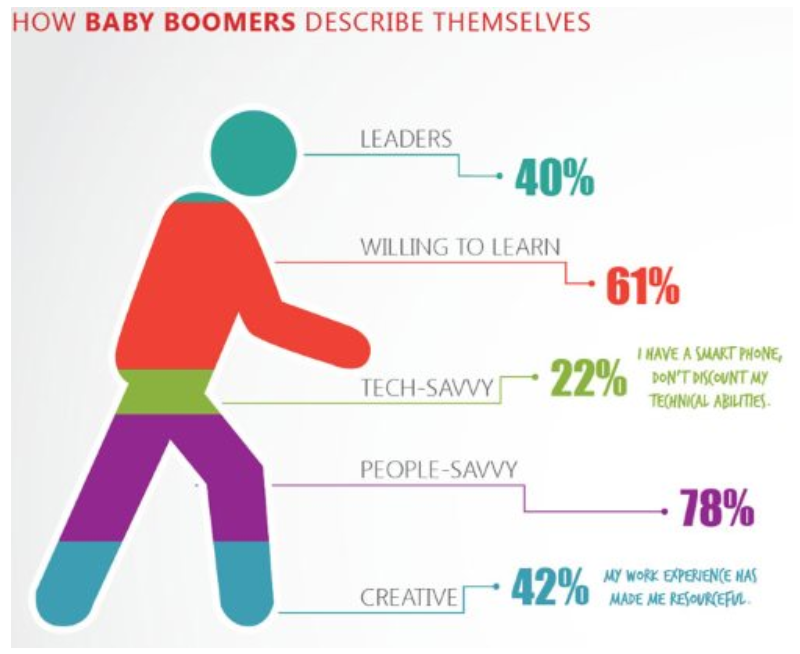 HOW BABY BOOMERS DESCRIBE THEMSELVES
LEADERS
40%
WILLING TO LEARN
61%
TECH-SAVVY
22%
I HAVE A SMART PHONE,
DON'T DISCOUNT MY
TECHNICAL ABILITIES.
PEOPLE-SAVVY
78%
CREATIVE
42%
MY WORK EXPERIENCE HAS
MADE ME RESOURCEFUL.